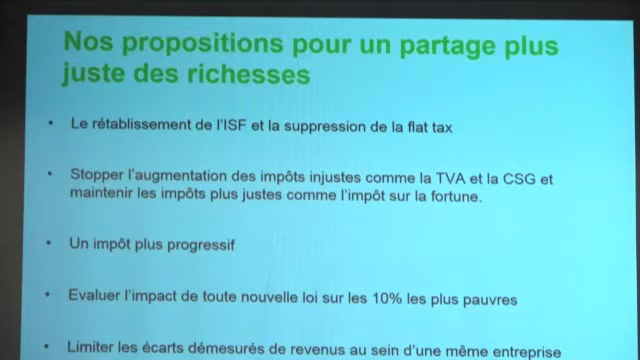 Nos propositions pour un partage plus
juste des richesses
• Le rétablissement de l'ISF et la suppression de la flat tax
• Stopper l'augmentation des impôts injustes comme la TVA et la CSG et
maintenir les impôts plus justes comme l'impôt sur la fortune.
• Un impôt plus progressif
• Evaluer l'impact de toute nouvelle loi sur les 10% les plus pauvres
• Limiter les écarts démesurés de revenus au sein d'une même entreprise